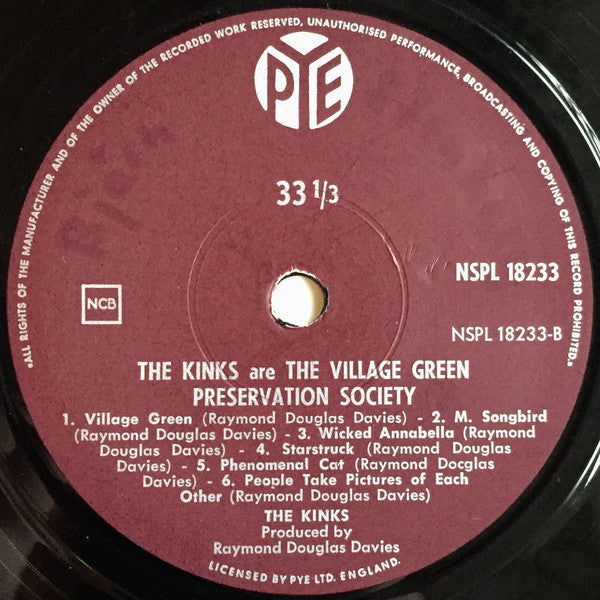 •ALL RIGHTS OF THE MANUFACTURER AND OF THE OWNER OF THE RECORDED WORK RESERVED, UNAUTHORISED PERFORMANCE, BROADCASTING AND COPYING OF THIS RECORD PROHIBITED.•
PYE
33 1/3
NSPL 18233
NCB
NSPL 18233-B
THE KINKS are THE VILLAGE GREEN
PRESERVATION SOCIETY
1. Village Green (Raymond Douglas Davies) - 2. M. Songbird
(Raymond Douglas Davies) - 3. Wicked Annabella (Raymond
Douglas Davies) - 4. Starstruck (Raymond Douglas
Davies) - 5. Phenomenal Cat (Raymond Docglas
Davies) - 6. People Take Pictures of Each
Other (Raymond Douglas Davies)
THE KINKS
Produced by
Raymond Douglas Davies
LICENSED BY PYE LTD. ENGLAND.